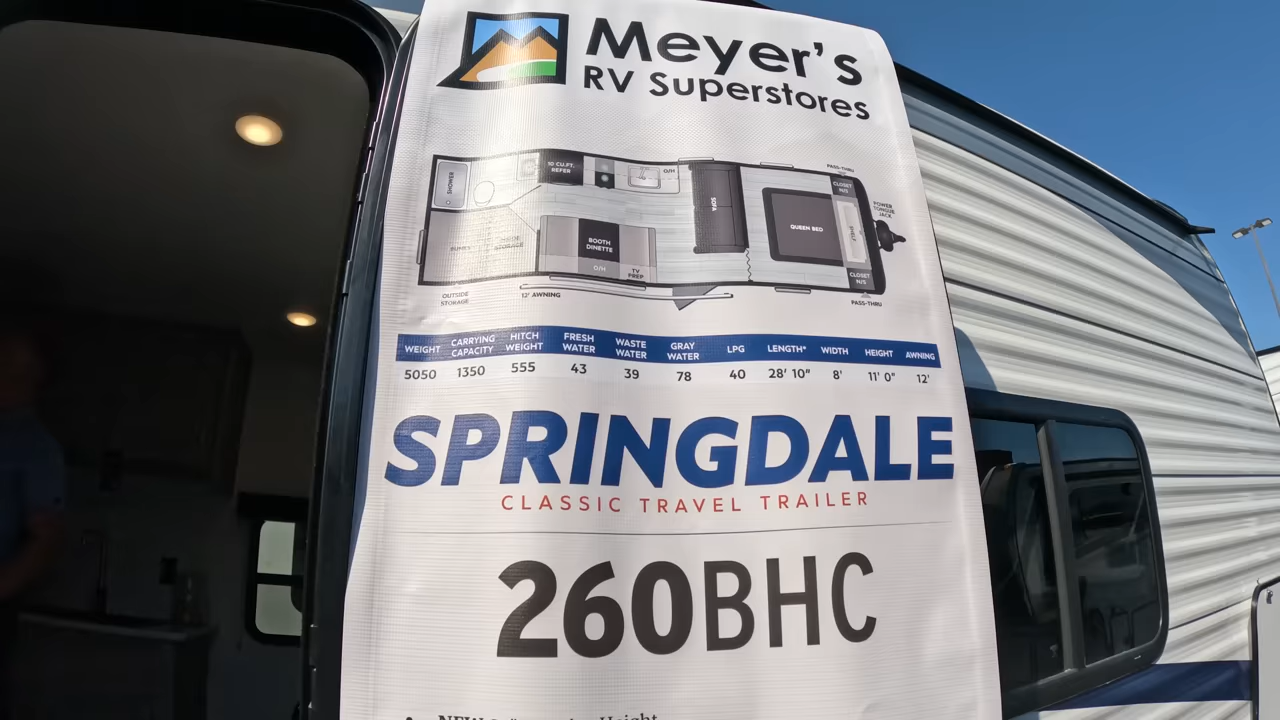 Meyer's
RV Superstores
PASS-THRU
SHOWER
10 CU.FT.
REFER
O/H
SOFA
CLOSET
N/S
POWER
TONGUE
JACK
QUEEN BED
BOOTH
DINETTE
O/H
TV
PREP
CLOSET
N/S
OUTSIDE
STORAGE
12' AWNING
PASS-THRU
WEIGHT CARRYING CAPACITY HITCH WEIGHT FRESH WATER WASTE WATER GRAY WATER LPG LENGTH* WIDTH HEIGHT AWNING
5050 1350 555 43 39 78 40 28' 10" 8' 11' 0" 12'
SPRINGDALE
CLASSIC TRAVEL TRAILER
260BHC
NEW Height